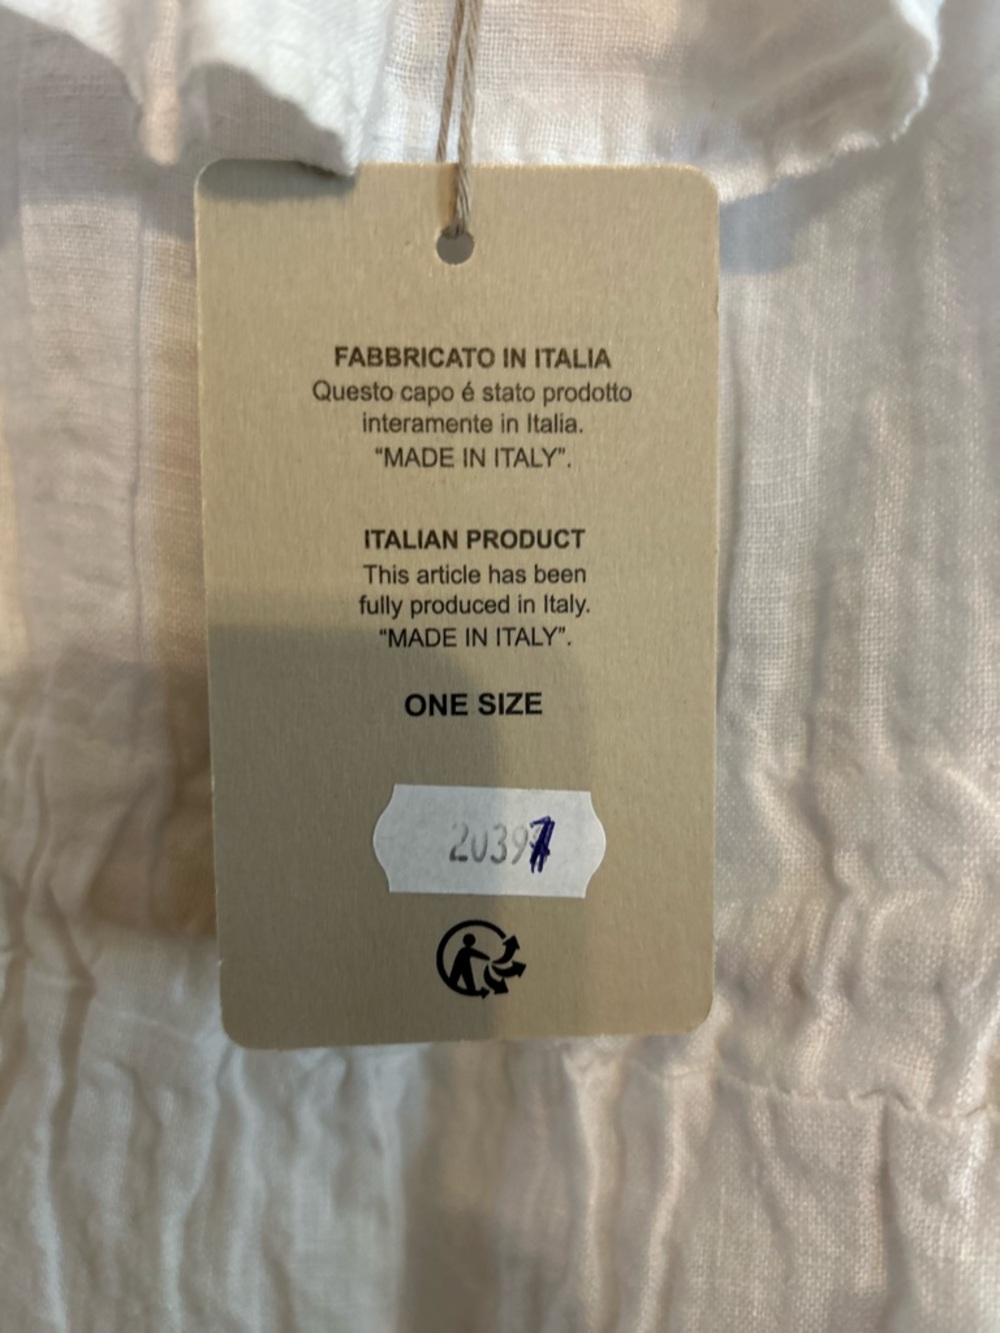 FABBRICATO IN ITALIA
Questo capo é stato prodotto
interamente in Italia.
“MADE IN ITALY”.
ITALIAN PRODUCT
This article has been
fully produced in Italy.
“MADE IN ITALY”.
ONE SIZE
20397